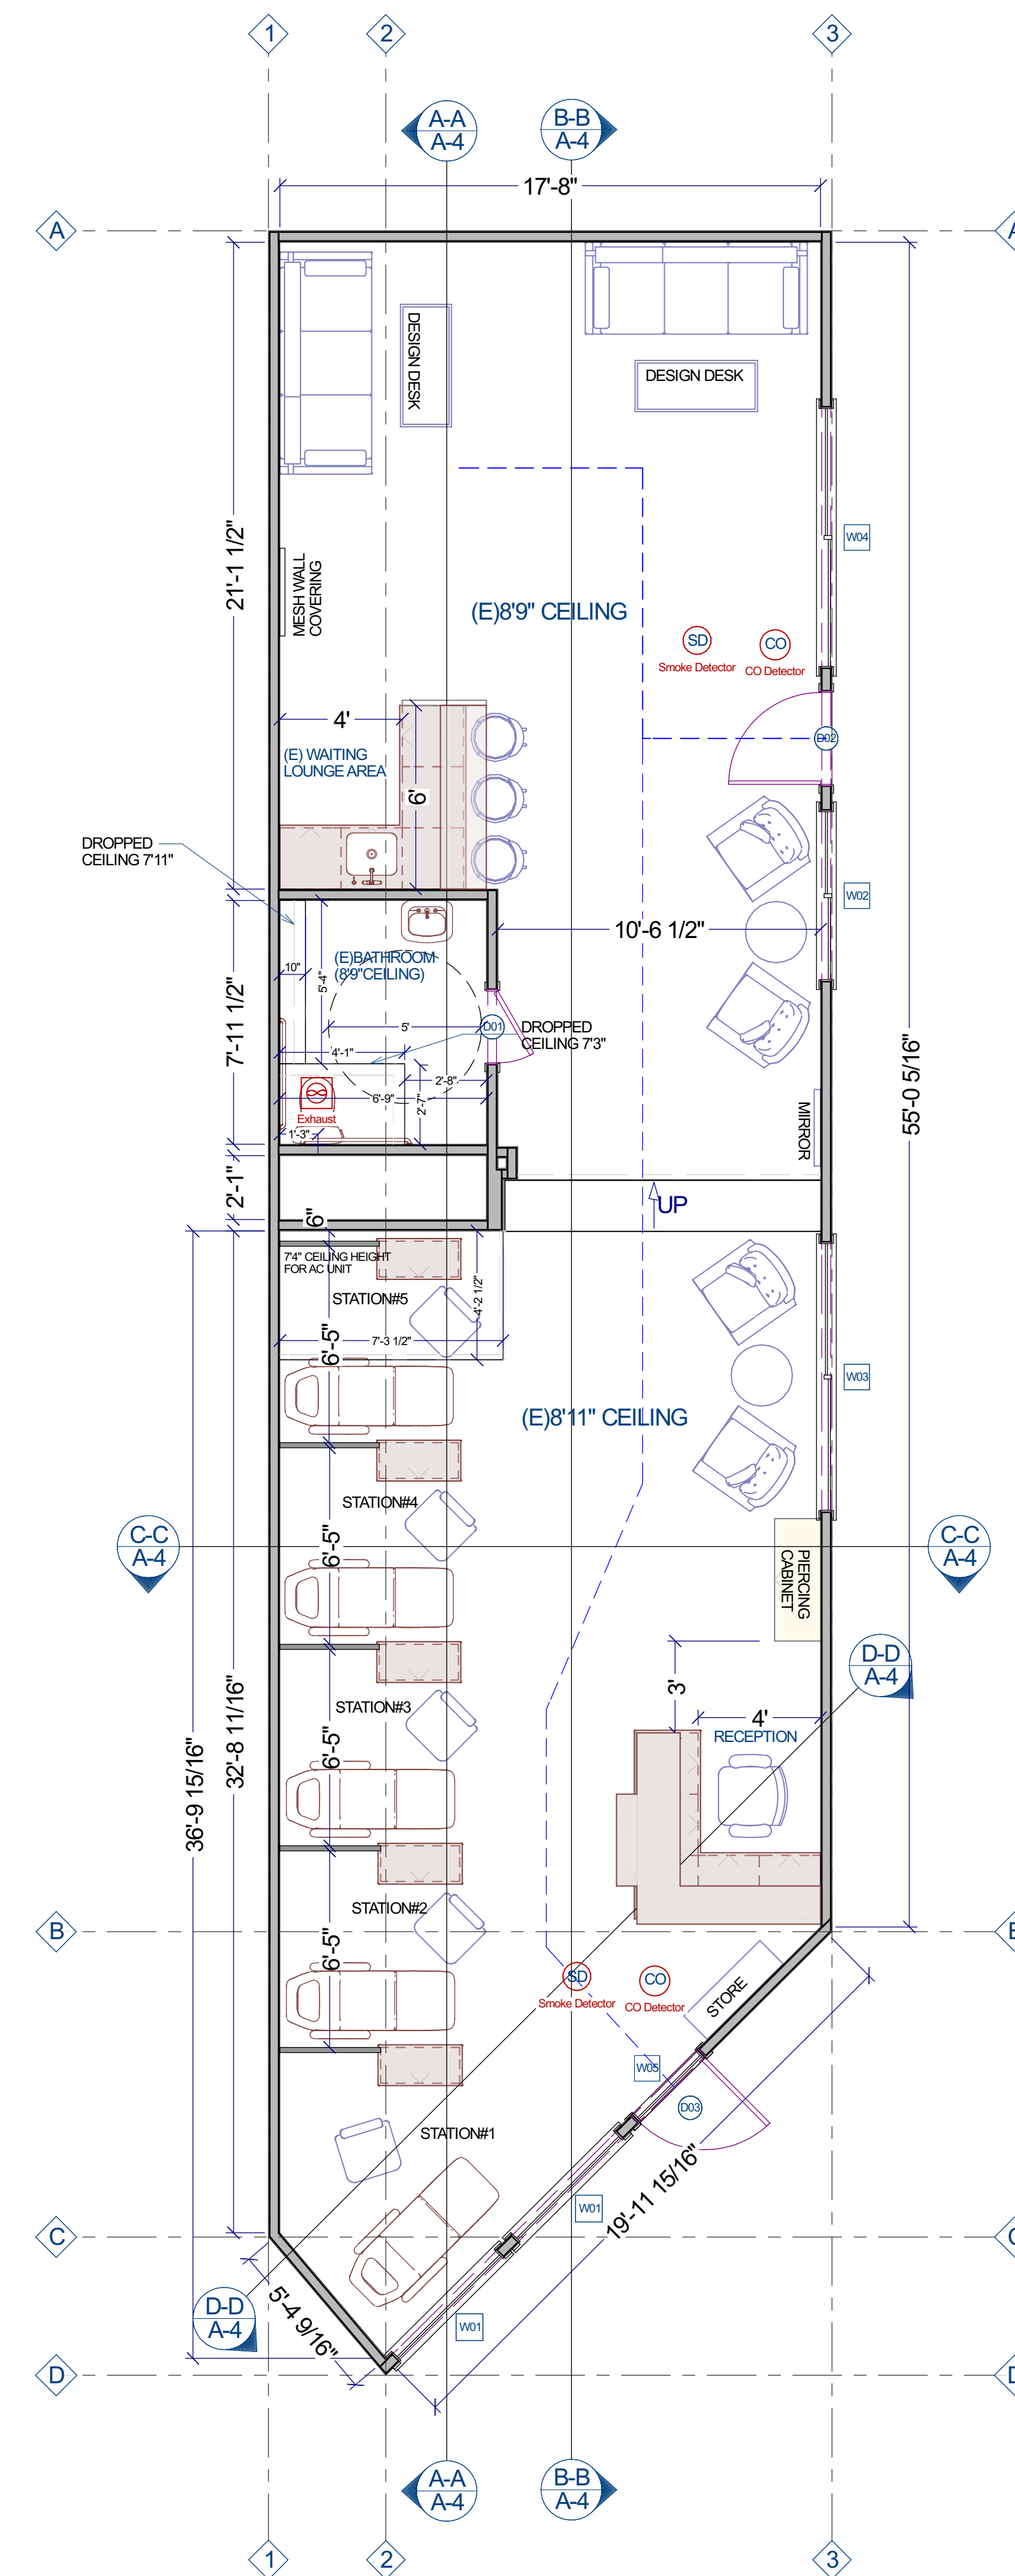 1
2
3
A-A
A-4
B-B
A-4
17'-8"
A
A
DESIGN DESK
DESIGN DESK
21'-1 1/2"
MESH WALL
COVERING
W04
(E)8'9" CEILING
SD
Smoke Detector
CO
CO Detector
4'
D02
(E) WAITING
LOUNGE AREA
6'
DROPPED
CEILING 7'11"
W02
10'-6 1/2"
(E)BATHROOM
(8'9"CEILING)
10"
5'-4"
7'-11 1/2"
5'
D01
DROPPED
CEILING 7'3"
4'-1"
2'-8"
6'-9"
2'-7"
Exhaust
1'-3"
55'-0 5/16"
MIRROR
2'-1"
UP
6"
7'4" CEILING HEIGHT
FOR AC UNIT
STATION#5
4'-2 1/2"
7'-3 1/2"
6'-5"
W03
(E)8'11" CEILING
STATION#4
6'-5"
C-C
A-4
C-C
A-4
PIERCING
CABINET
D-D
A-4
3'
STATION#3
4'
RECEPTION
6'-5"
32'-8 11/16"
36'-9 15/16"
STATION#2
B
6'-5"
SD
Smoke Detector
CO
CO Detector
STORE
W05
D03
STATION#1
19'-11 15/16"
W01
C
5'-4 9/16"
D-D
A-4
W01
D
A-A
A-4
B-B
A-4
1
2
3